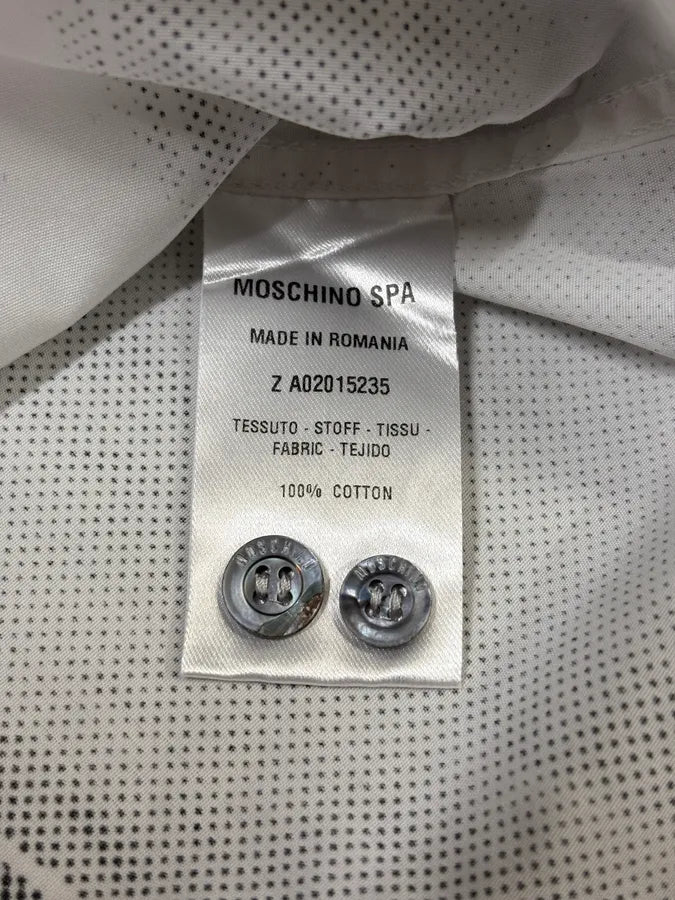 MOSCHINO SPA
MADE IN ROMANIA
Z A02015235
TESSUTO - STOFF - TISSU -
FABRIC - TEJIDO
100% COTTON
MOSCHINO
MOSCHINO